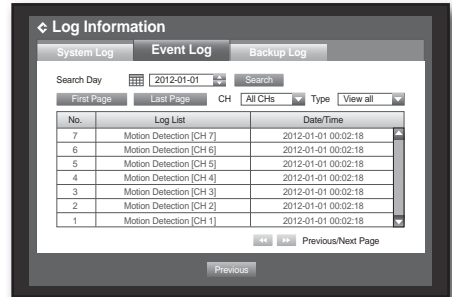 Log Information
System Log Event Log Backup Log
Search Day 2012-01-01 Search
First Page Last Page CH All CHs Type View all
No. Log List Date/Time
7 Motion Detection [CH 7] 2012-01-01 00:02:18
6 Motion Detection [CH 6] 2012-01-01 00:02:18
5 Motion Detection [CH 5] 2012-01-01 00:02:18
4 Motion Detection [CH 4] 2012-01-01 00:02:18
3 Motion Detection [CH 3] 2012-01-01 00:02:18
2 Motion Detection [CH 2] 2012-01-01 00:02:18
1 Motion Detection [CH 1] 2012-01-01 00:02:18
Previous/Next Page
Previous